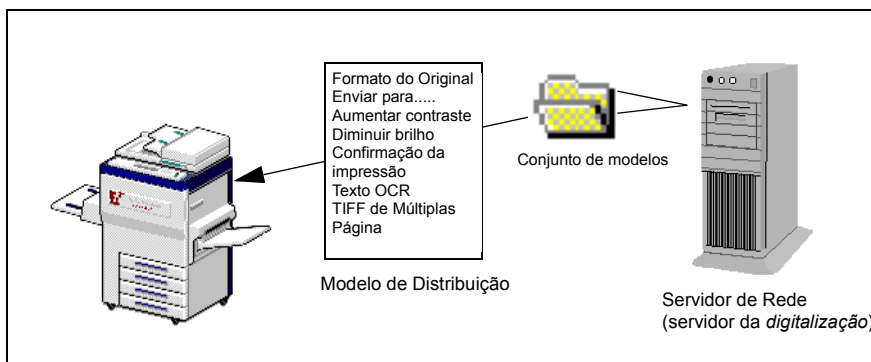 Formato do Original
Enviar para.....
Aumentar contraste
Diminuir brilho
Confirmação da
impressão
Texto OCR
TIFF de Múltiplas
Página
Modelo de Distribuição
Conjunto de modelos
Servidor de Rede
(servidor da digitalização)